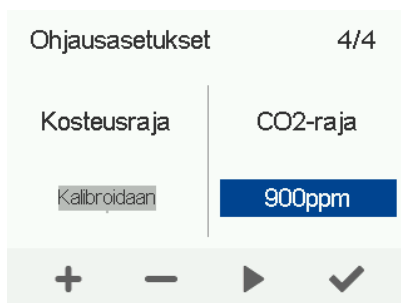 Ohjausasetukset 4/4
Kosteusraja CO2-raja
Kalibroidaan 900ppm